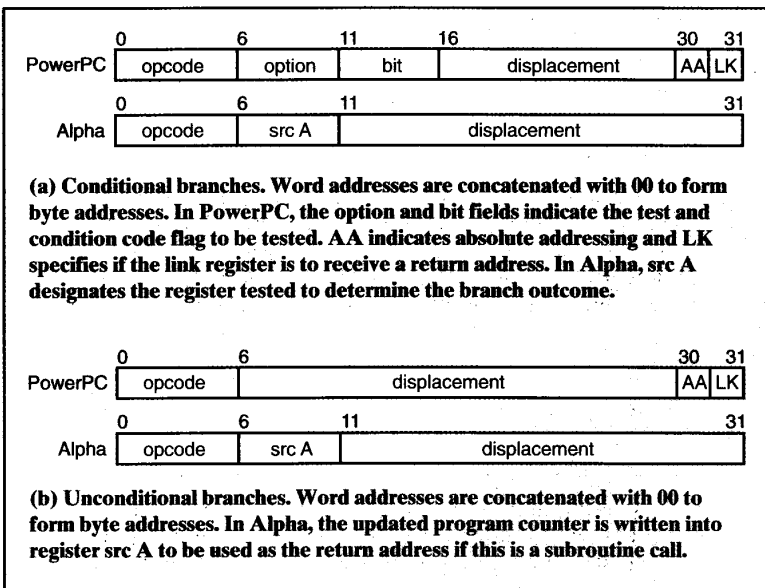 0 6 11 16 30 31
PowerPC opcode option bit displacement AA LK
0 6 11 31
Alpha opcode src A displacement
(a) Conditional branches. Word addresses are concatenated with 00 to form
byte addresses. In PowerPC, the option and bit fields indicate the test and
condition code flag to be tested. AA indicates absolute addressing and LK
specifies if the link register is to receive a return address. In Alpha, src A
designates the register tested to determine the branch outcome.
0 6 30 31
PowerPC opcode displacement AA LK
0 6 11 31
Alpha opcode src A displacement
(b) Unconditional branches. Word addresses are concatenated with 00 to
form byte addresses. In Alpha, the updated program counter is written into
register src A to be used as the return address if this is a subroutine call.